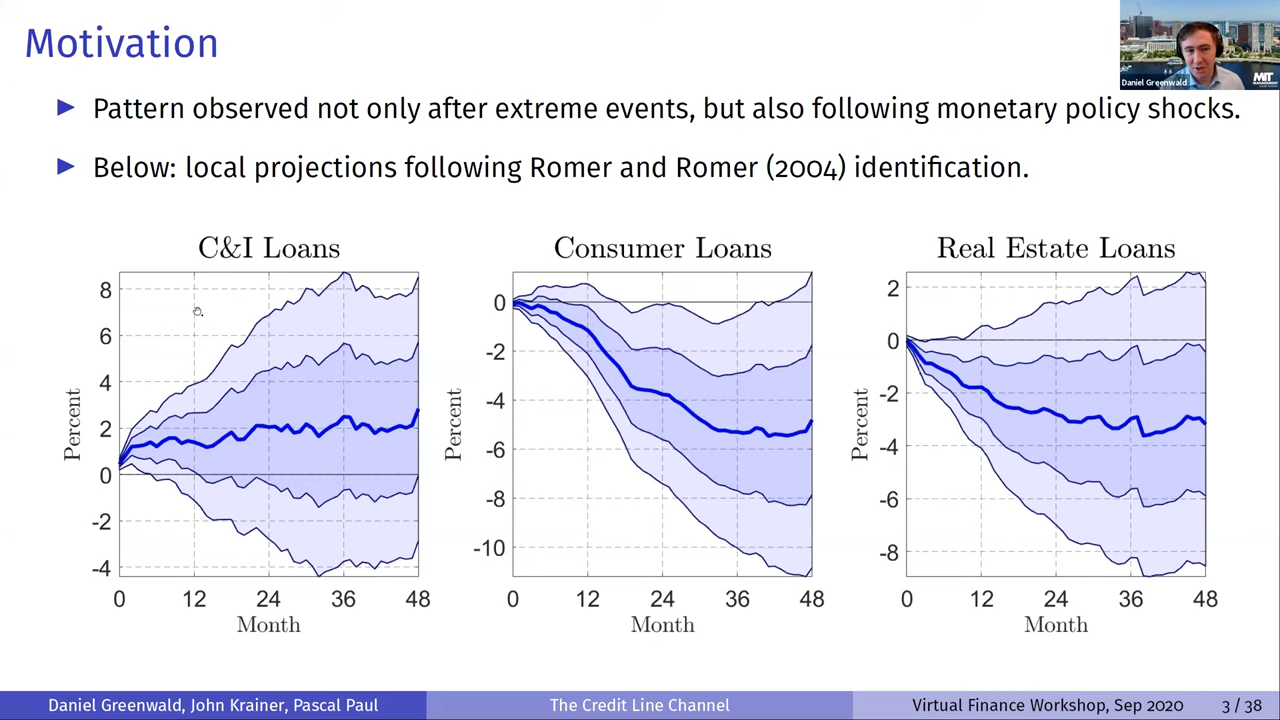 Motivation
Pattern observed not only after extreme events, but also following monetary policy shocks.
Below: local projections following Romer and Romer (2004) identification.
Daniel Greenwald
MIT
MANAGEMENT
C&I Loans
8
6
4
2
0
-2
-4
Percent
0 12 24 36 48
Month
Consumer Loans
0
-2
-4
-6
-8
-10
Percent
0 12 24 36 48
Month
Real Estate Loans
2
0
-2
-4
-6
-8
Percent
0 12 24 36 48
Month
Daniel Greenwald, John Krainer, Pascal Paul
The Credit Line Channel
Virtual Finance Workshop, Sep 2020 3 / 38